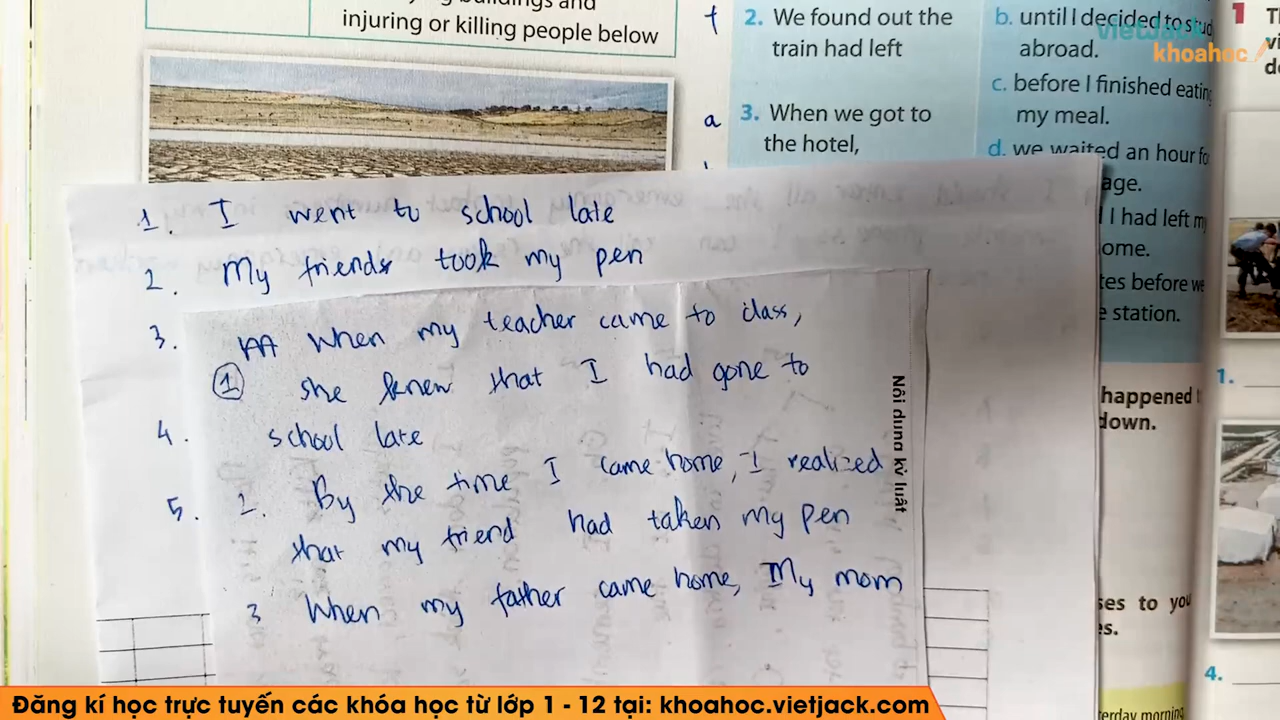 injuring or killing people below
t 2. We found out the
train had left
a 3. When we got to
the hotel,
b. until I decided to
abroad.
c. before I finished eating
my meal.
d. we waited an hour
age.
I had left
ome.
tes before we
station.
happened
down.
ses to you
es.
1
1.
4.
terday morning
vietjack
khoahoc
1. I went to school late
2. My friends took my pen
3.
4.
5.
When my teacher came to class,
1 she knew that I had gone to
school late
2. By the time I came home, I realized
that my friend had taken my pen
3 When my father came home, My mom
Nội dung kỷ luật
Đăng kí học trực tuyến các khóa học từ lớp 1 - 12 tại: khoahoc.vietjack.com